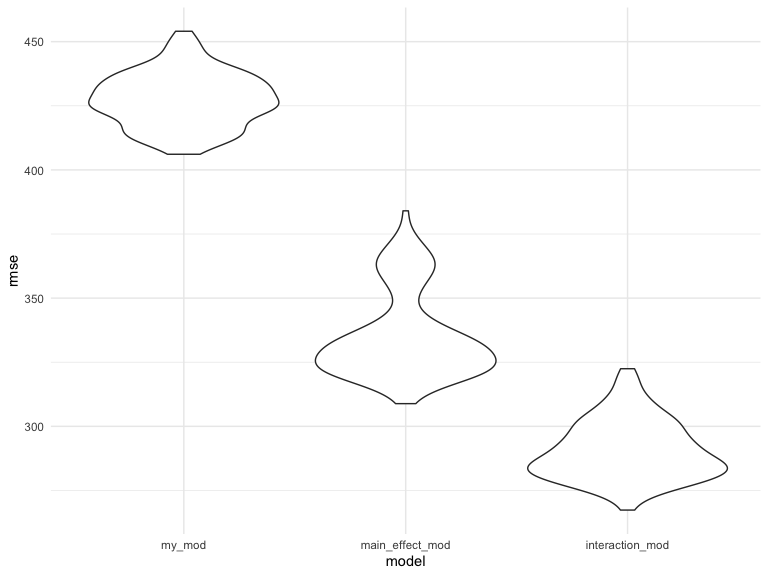 450
400
350
300
rmse
my_mod
main_effect_mod
interaction_mod
model